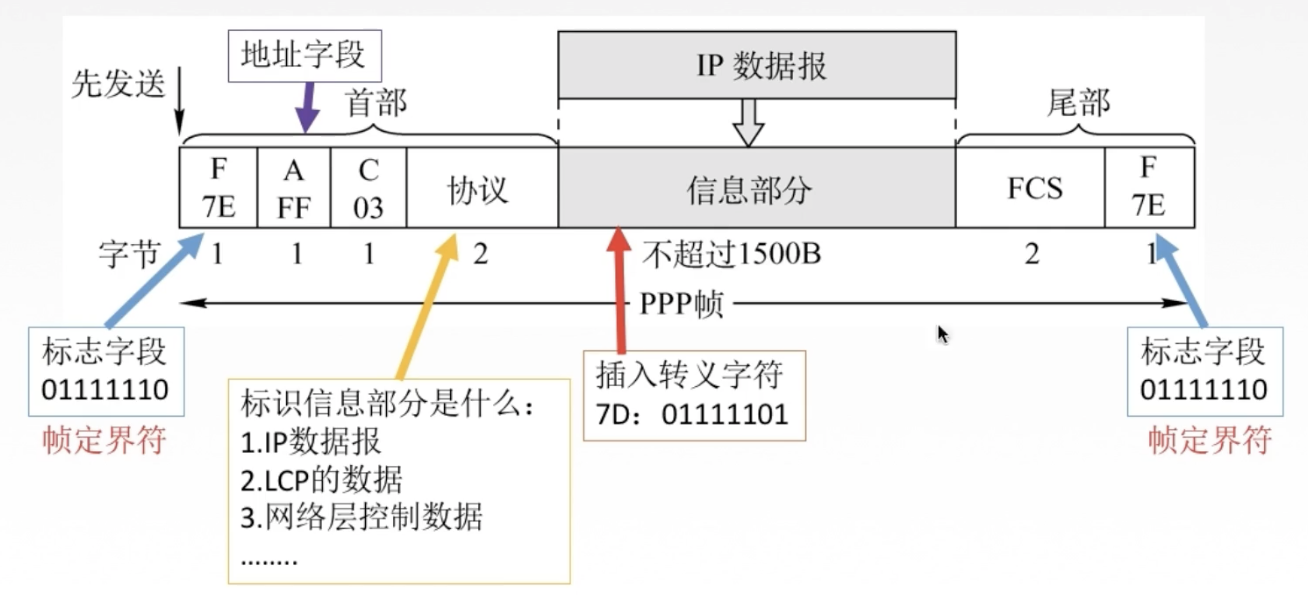 地址字段
IP 数据报
先发送
首部
尾部
F
7E
A
FF
C
03
协议
信息部分
FCS
F
7E
字节
1
1
1
2
不超过1500B
2
1
PPP帧
标志字段
01111110
帧定界符
标识信息部分是什么：
1.IP数据报
2.LCP的数据
3.网络层控制数据
........
插入转义字符
7D：01111101
标志字段
01111110
帧定界符